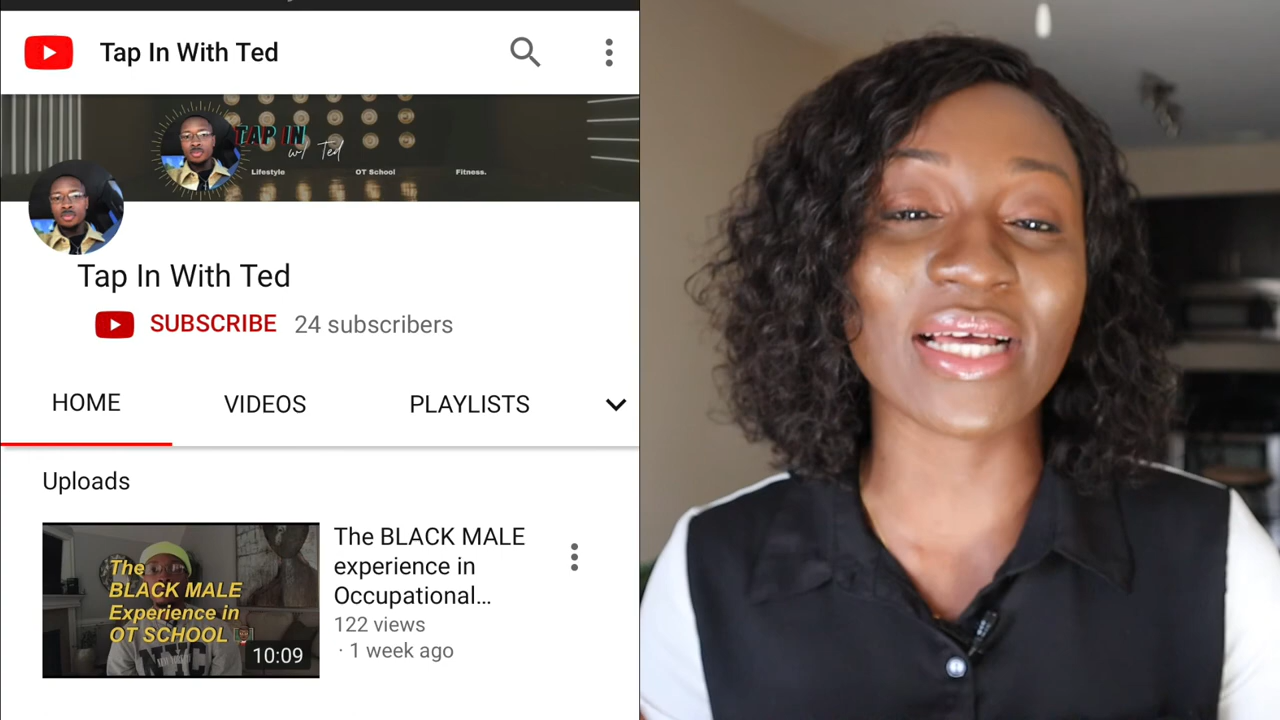 Tap In With Ted
TAP IN
w/ Ted
Lifestyle
OT School
Fitness.
Tap In With Ted
SUBSCRIBE
24 subscribers
HOME
VIDEOS
PLAYLISTS
Uploads
The
BLACK MALE
Experience in
OT SCHOOL
10:09
The BLACK MALE
experience in
Occupational...
122 views
· 1 week ago